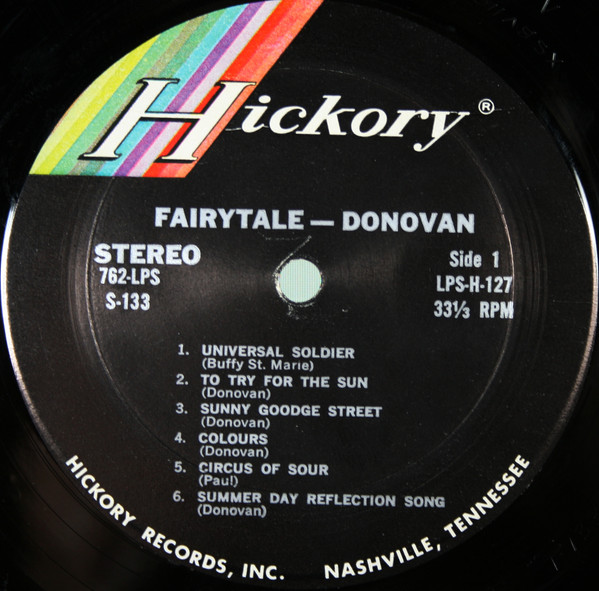 Hickory ®
FAIRYTALE — DONOVAN
STEREO
762-LPS
S-133
Side 1
LPS-H-127
33⅓ RPM
1. UNIVERSAL SOLDIER
(Buffy St. Marie)
2. TO TRY FOR THE SUN
(Donovan)
3. SUNNY GOODGE STREET
(Donovan)
4. COLOURS
(Donovan)
5. CIRCUS OF SOUR
(Paul)
6. SUMMER DAY REFLECTION SONG
(Donovan)
HICKORY RECORDS, INC. NASHVILLE, TENNESSEE